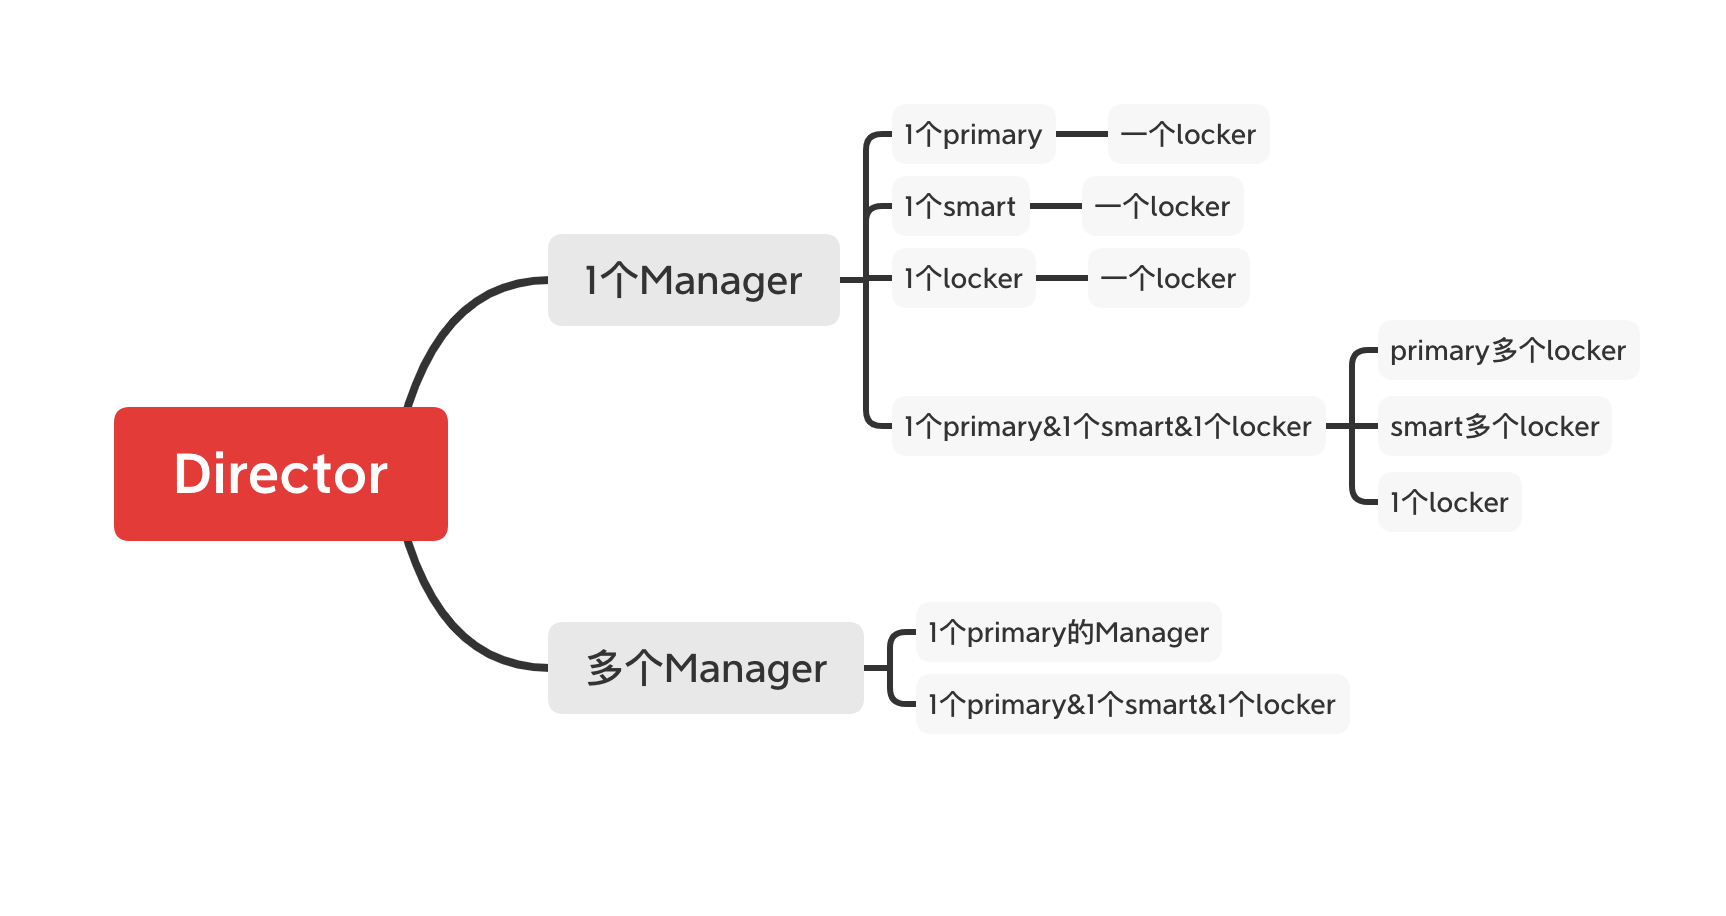 Director
1个Manager
1个primary
一个locker
1个smart
一个locker
1个locker
一个locker
1个primary&1个smart&1个locker
primary多个locker
smart多个locker
1个locker
多个Manager
1个primary的Manager
1个primary&1个smart&1个locker